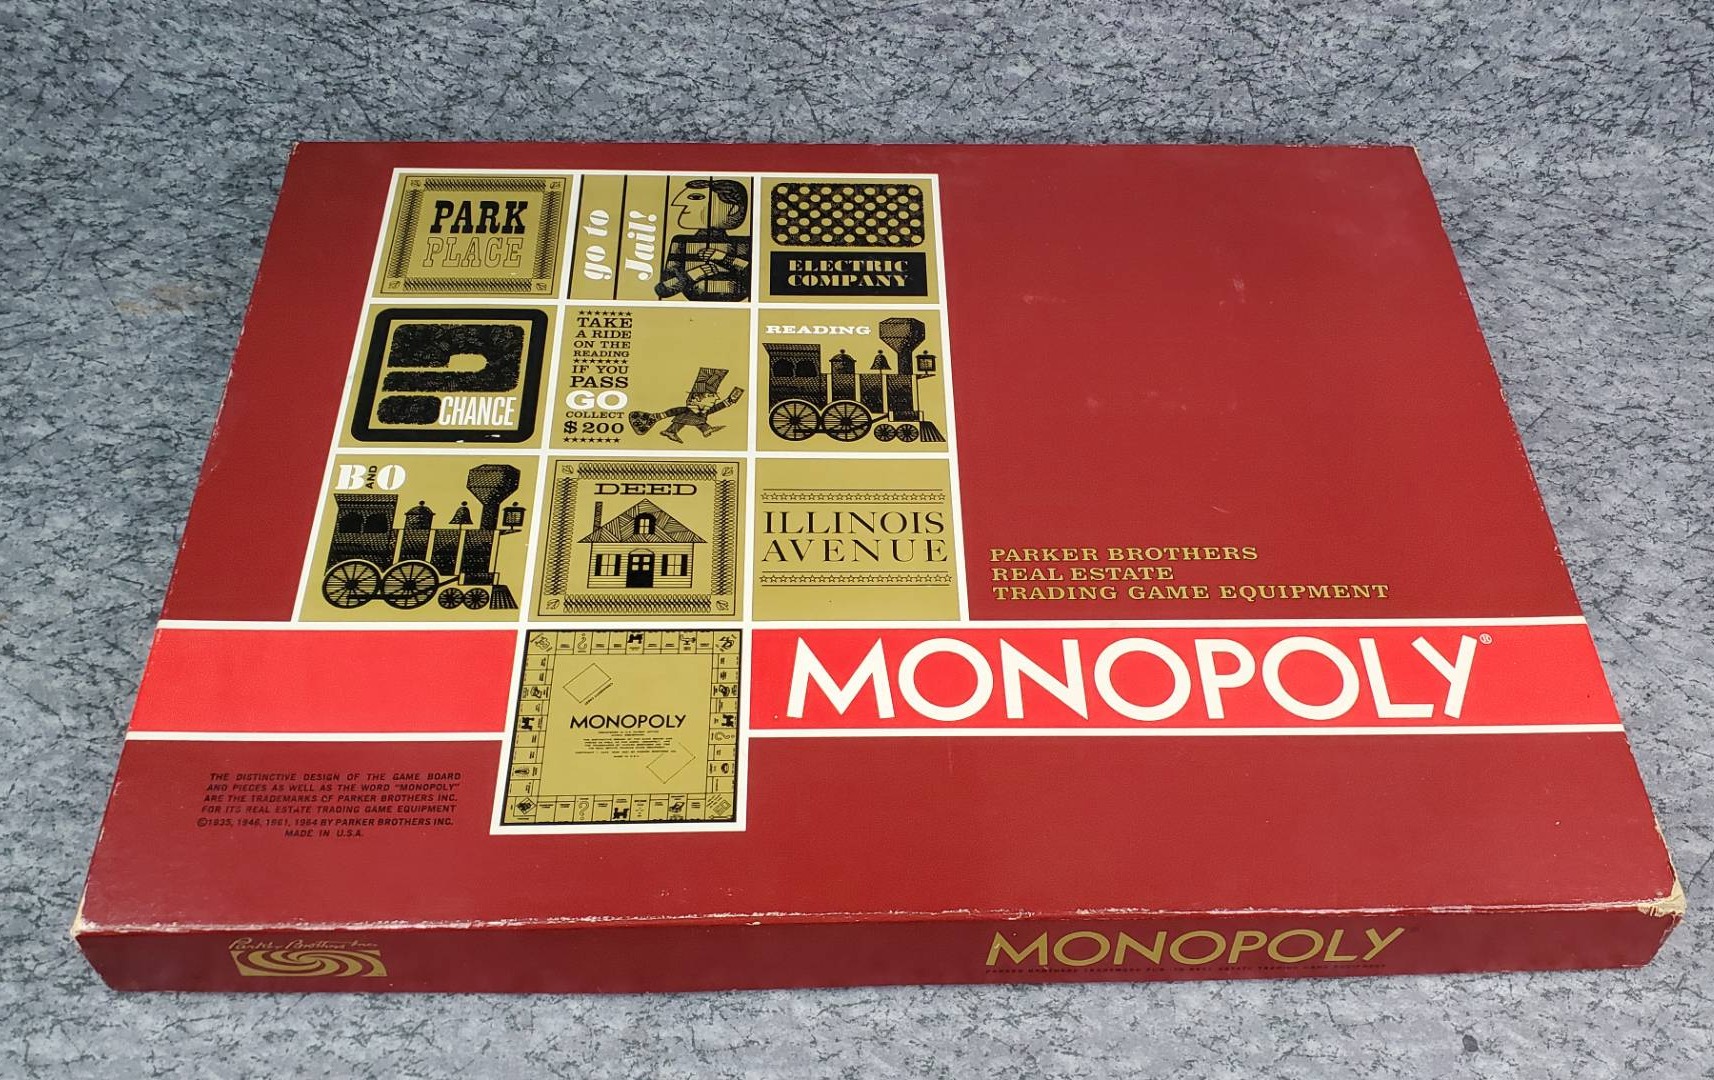 PARK
PLACE
go to
Jail!
ELECTRIC
COMPANY
CHANCE
TAKE
A RIDE
ON THE
READING
IF YOU
PASS
GO
COLLECT
$200
READING
B AND O
DEED
ILLINOIS
AVENUE
PARKER BROTHERS
REAL ESTATE
TRADING GAME EQUIPMENT
MONOPOLY®
MONOPOLY
THE DISTINCTIVE DESIGN OF THE GAME BOARD
AND PIECES AS WELL AS THE WORD "MONOPOLY"
ARE THE TRADEMARKS OF PARKER BROTHERS INC.
FOR ITS REAL ESTATE TRADING GAME EQUIPMENT
©1935, 1946, 1961, 1964 BY PARKER BROTHERS INC.
MADE IN U.S.A.
Parker Brothers Inc.
MONOPOLY